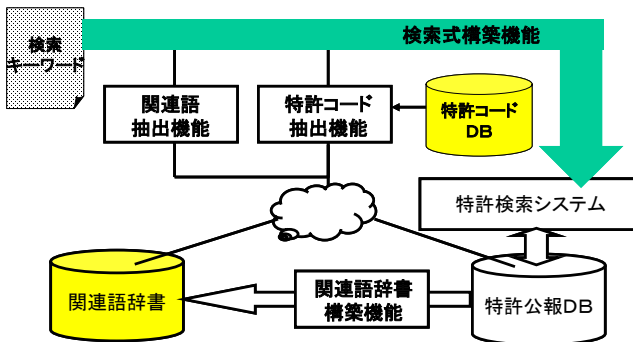 検索
キーワード
検索式構築機能
関連語
抽出機能
特許コード
抽出機能
特許コード
DB
特許検索システム
関連語辞書
関連語辞書
構築機能
特許公報DB